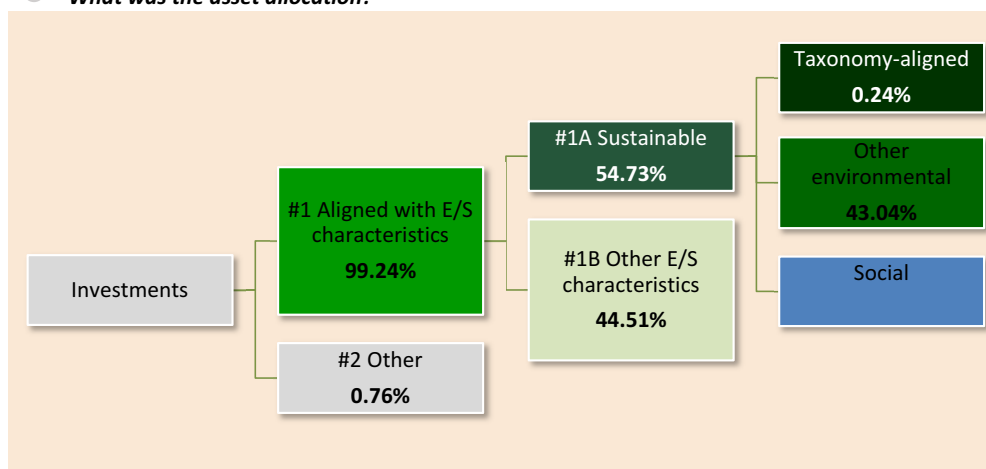 What was the asset allocation?
Taxonomy-aligned
0.24%
#1A Sustainable
54.73%
Other
environmental
43.04%
#1 Aligned with E/S
characteristics
99.24%
#1B Other E/S
characteristics
44.51%
Social
Investments
#2 Other
0.76%